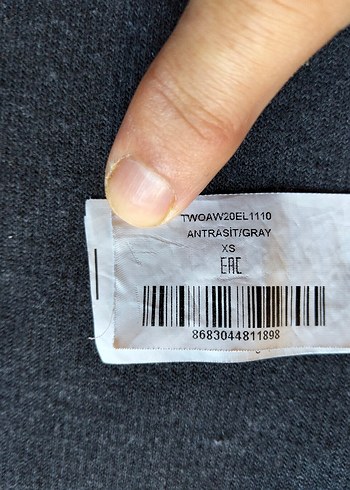 TWOAW20EL1110
ANTRASİT/GRAY
XS
EAC
8683044811898